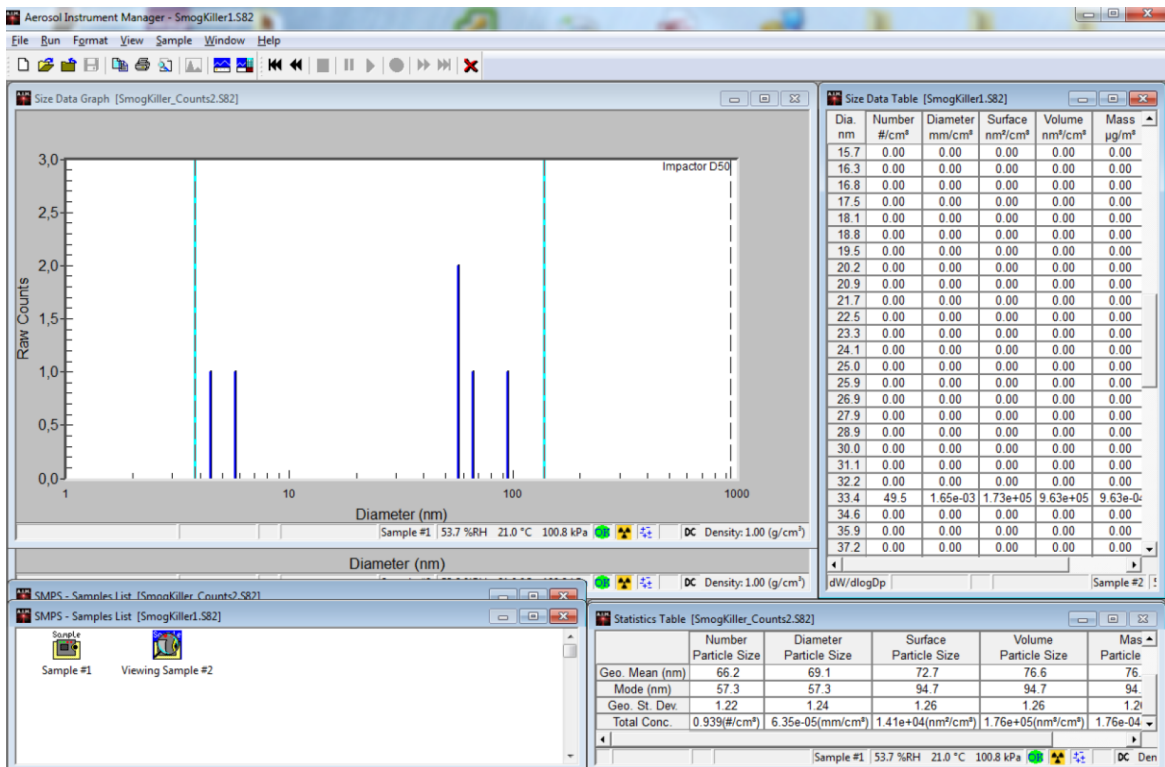 Aerosol Instrument Manager - SmogKiller1.S82
File Run Format View Sample Window Help
Size Data Graph [SmogKiller_Counts2.S82]
Impactor D50
3,0
2,5
2,0
1,5
1,0
0,5
0,0
Raw Counts
1 10 100 1000
Diameter (nm)
Sample #1 53.7 %RH 21.0 °C 100.8 kPa DC Density: 1.00 (g/cm³)
Diameter (nm)
DC Density: 1.00 (g/cm³)
Size Data Table [SmogKiller1.S82]
Dia. Number Diameter Surface Volume Mass
nm #/cm³ mm/cm³ nm²/cm³ nm³/cm³ µg/m³
15.7 0.00 0.00 0.00 0.00 0.00
16.3 0.00 0.00 0.00 0.00 0.00
16.8 0.00 0.00 0.00 0.00 0.00
17.5 0.00 0.00 0.00 0.00 0.00
18.1 0.00 0.00 0.00 0.00 0.00
18.8 0.00 0.00 0.00 0.00 0.00
19.5 0.00 0.00 0.00 0.00 0.00
20.2 0.00 0.00 0.00 0.00 0.00
20.9 0.00 0.00 0.00 0.00 0.00
21.7 0.00 0.00 0.00 0.00 0.00
22.5 0.00 0.00 0.00 0.00 0.00
23.3 0.00 0.00 0.00 0.00 0.00
24.1 0.00 0.00 0.00 0.00 0.00
25.0 0.00 0.00 0.00 0.00 0.00
25.9 0.00 0.00 0.00 0.00 0.00
26.9 0.00 0.00 0.00 0.00 0.00
27.9 0.00 0.00 0.00 0.00 0.00
28.9 0.00 0.00 0.00 0.00 0.00
30.0 0.00 0.00 0.00 0.00 0.00
31.1 0.00 0.00 0.00 0.00 0.00
32.2 0.00 0.00 0.00 0.00 0.00
33.4 49.5 1.65e-03 1.73e+05 9.63e+05 9.63e-04
34.6 0.00 0.00 0.00 0.00 0.00
35.9 0.00 0.00 0.00 0.00 0.00
37.2 0.00 0.00 0.00 0.00 0.00
dW/dlogDp Sample #2
SMPS - Samples List [SmogKiller_Counts2.S82]
SMPS - Samples List [SmogKiller1.S82]
Sample #1 Viewing Sample #2
Statistics Table [SmogKiller_Counts2.S82]
Number Diameter Surface Volume Mas
Particle Size Particle Size Particle Size Particle Size Particle
Geo. Mean (nm) 66.2 69.1 72.7 76.6 76.
Mode (nm) 57.3 57.3 94.7 94.7 94.
Geo. St. Dev. 1.22 1.24 1.26 1.26 1.2
Total Conc. 0.939(#/cm³) 6.35e-05(mm/cm³) 1.41e+04(nm²/cm³) 1.76e+05(nm³/cm³) 1.76e-04
Sample #1 53.7 %RH 21.0 °C 100.8 kPa DC Den